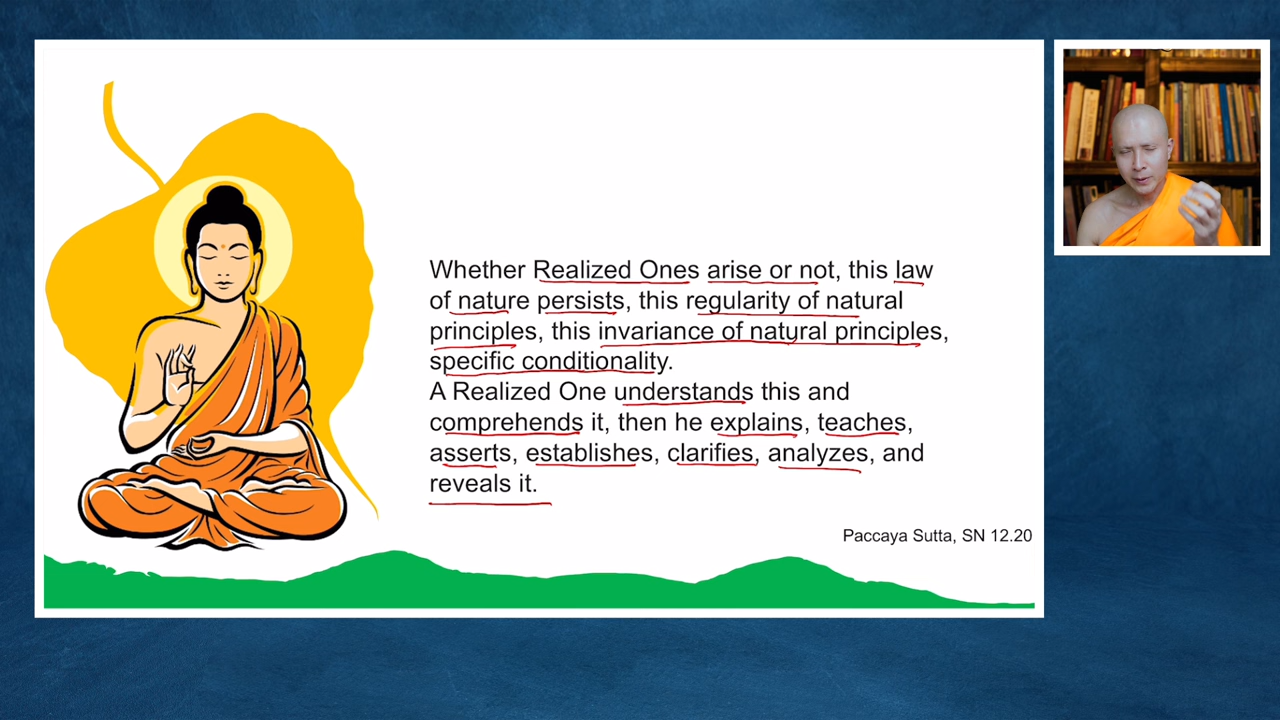 Whether Realized Ones arise or not, this law
of nature persists, this regularity of natural
principles, this invariance of natural principles,
specific conditionality.
A Realized One understands this and
comprehends it, then he explains, teaches,
asserts, establishes, clarifies, analyzes, and
reveals it.
Paccaya Sutta, SN 12.20